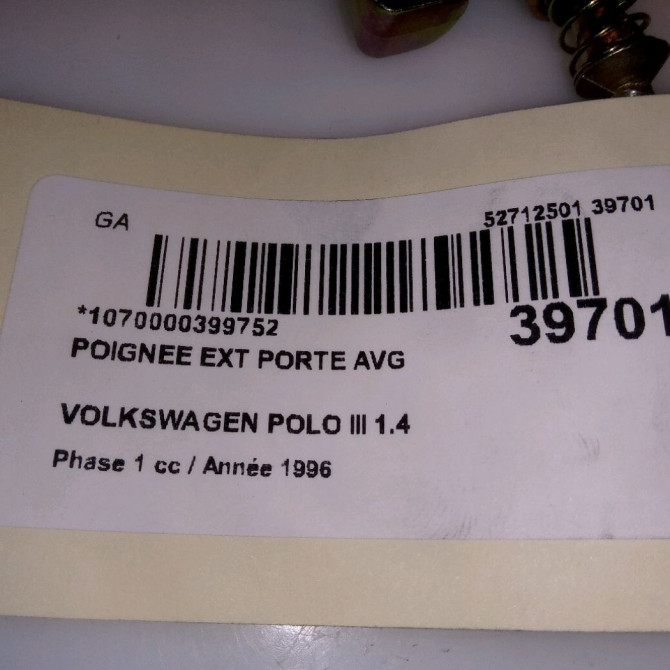 GA
52712501 39701
*1070000399752
39701
POIGNEE EXT PORTE AVG
VOLKSWAGEN POLO III 1.4
Phase 1 cc / Année 1996